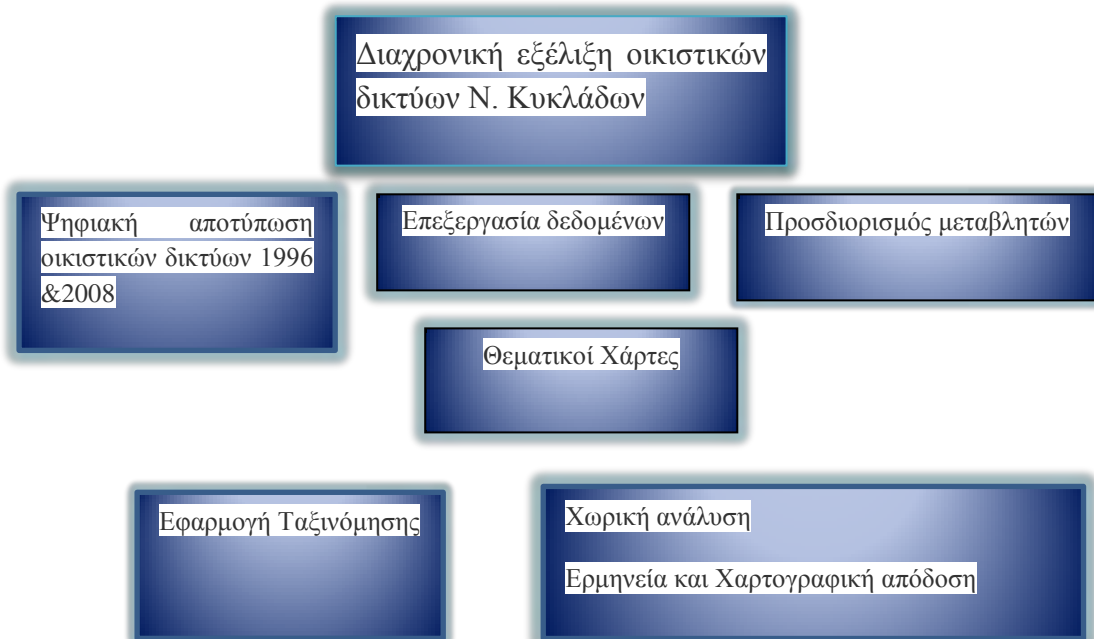 Διαχρονική εξέλιξη οικιστικών
δικτύων Ν. Κυκλάδων
Ψηφιακή αποτύπωση
οικιστικών δικτύων 1996
&2008
Επεξεργασία δεδομένων
Προσδιορισμός μεταβλητών
Θεματικοί Χάρτες
Εφαρμογή Ταξινόμησης
Χωρική ανάλυση
Ερμηνεία και Χαρτογραφική απόδοση